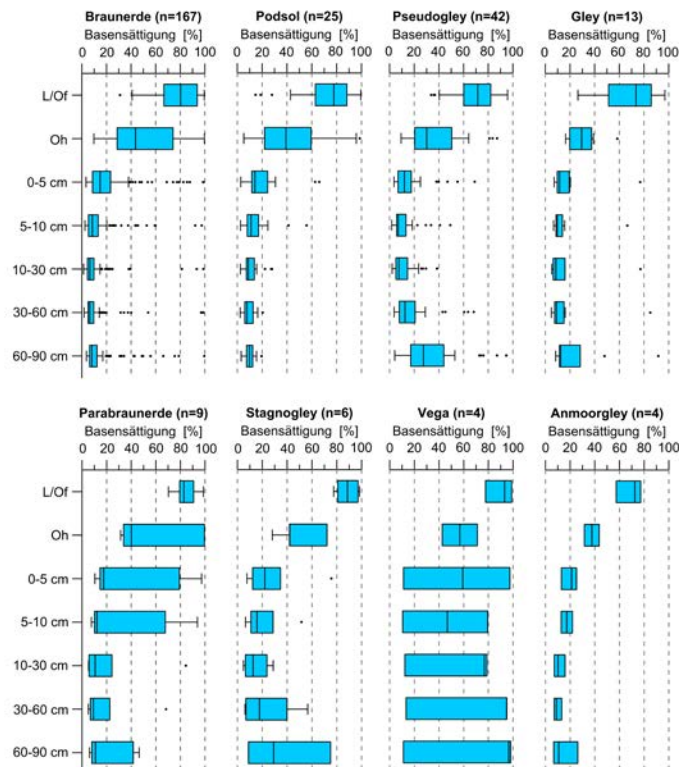 Braunerde (n=167) Podsol (n=25) Pseudogley (n=42) Gley (n=13)
Basensättigung [%] Basensättigung [%] Basensättigung [%] Basensättigung [%]
0 20 40 60 80 100 0 20 40 60 80 100 0 20 40 60 80 100 0 20 40 60 80 100
L/Of
Oh
0-5 cm
5-10 cm
10-30 cm
30-60 cm
60-90 cm
Parabraunerde (n=9) Stagnogley (n=6) Vega (n=4) Anmoorgley (n=4)
Basensättigung [%] Basensättigung [%] Basensättigung [%] Basensättigung [%]
0 20 40 60 80 100 0 20 40 60 80 100 0 20 40 60 80 100 0 20 40 60 80 100
L/Of
Oh
0-5 cm
5-10 cm
10-30 cm
30-60 cm
60-90 cm